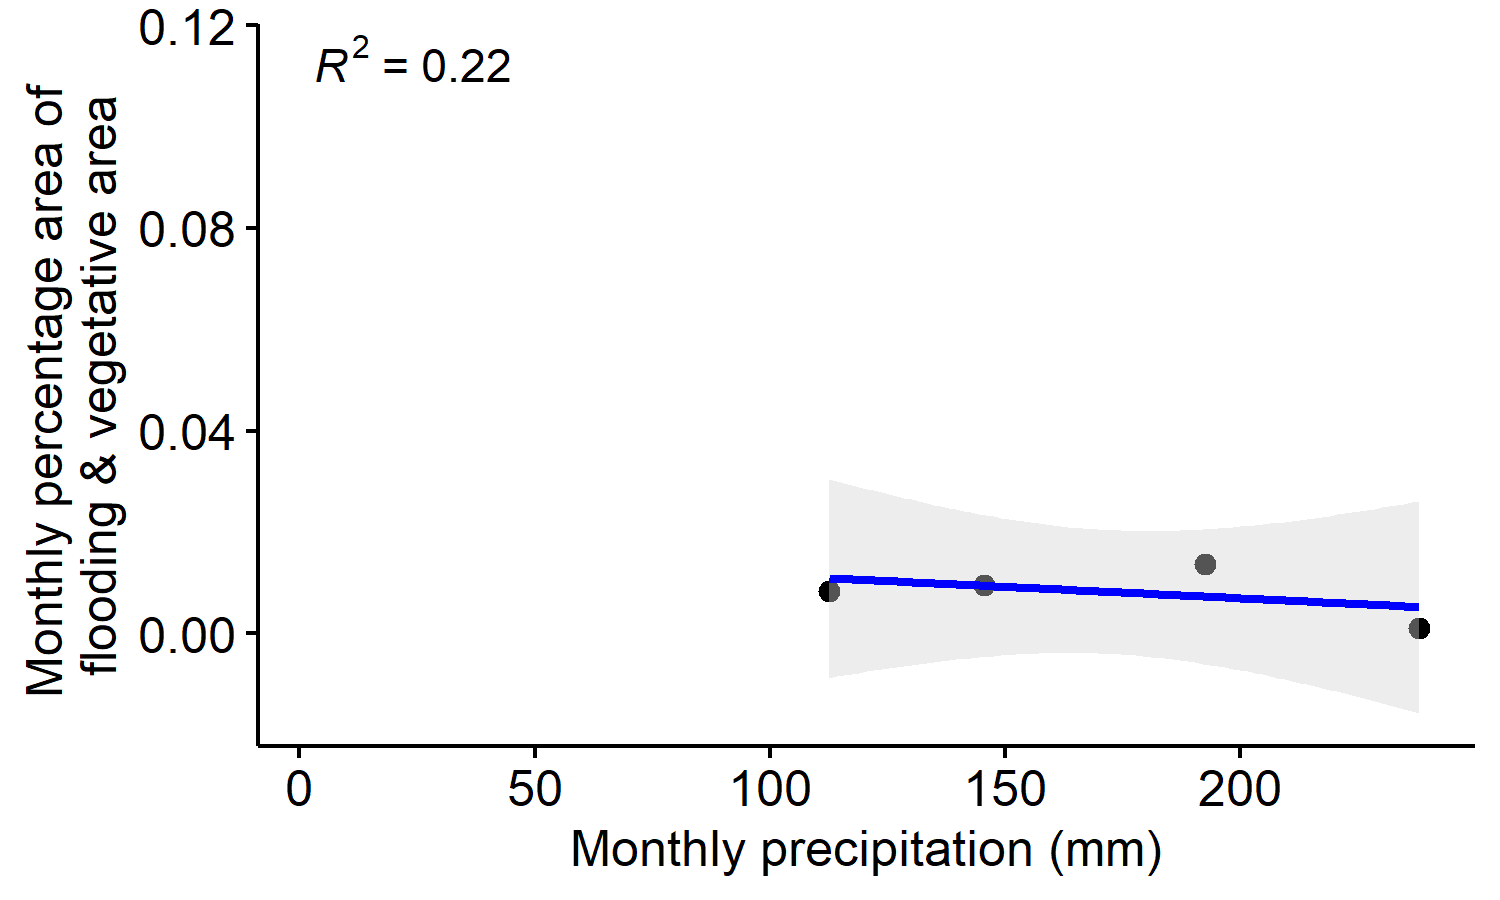 R² = 0.22
Monthly percentage area of
flooding & vegetative area
0.12
0.08
0.04
0.00
0 50 100 150 200
Monthly precipitation (mm)